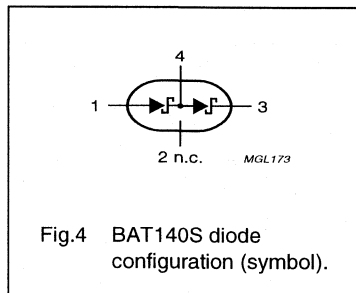 4
1 3
2 n.c. MGL173
Fig.4 BAT140S diode
configuration (symbol).